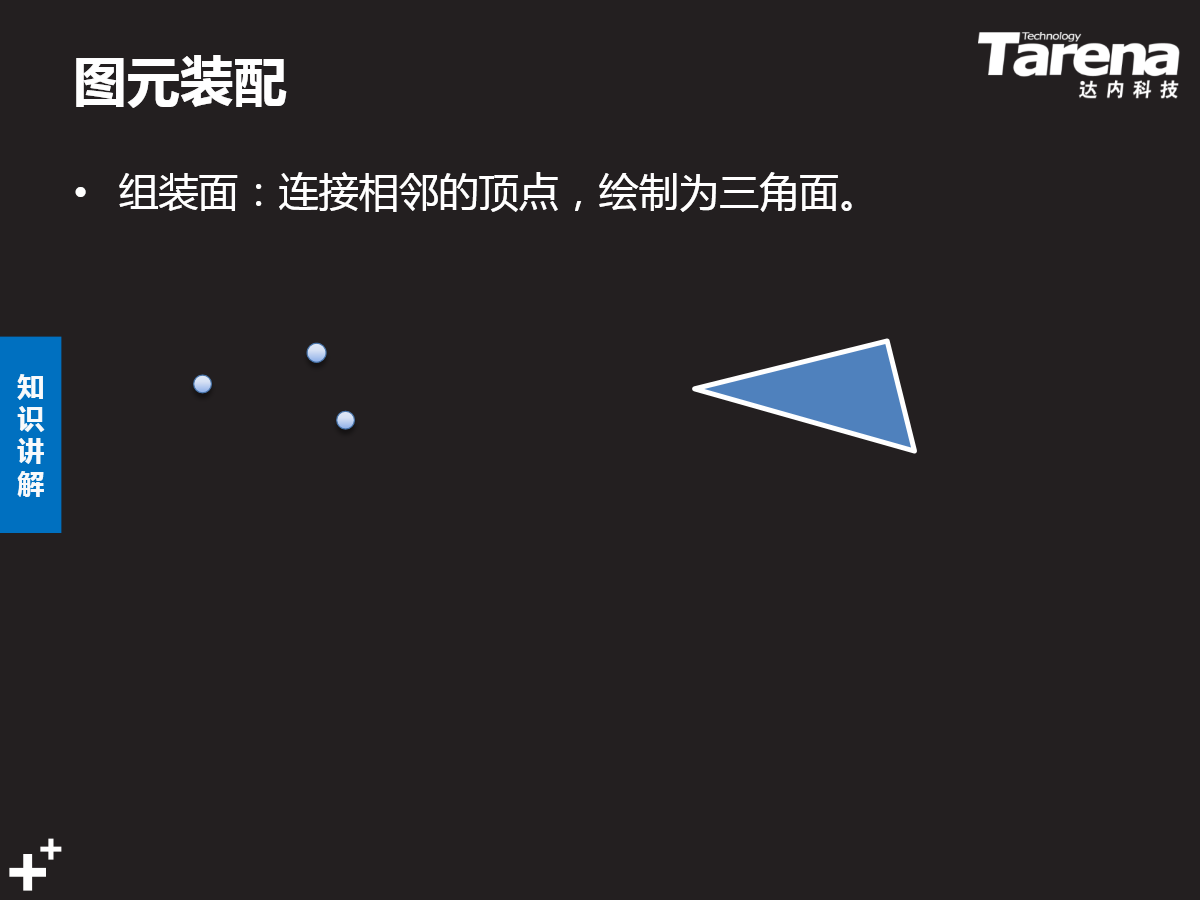 Technology
Tarena
达内科技
图元装配
• 组装面：连接相邻的顶点，绘制为三角面。
知
识
讲
解